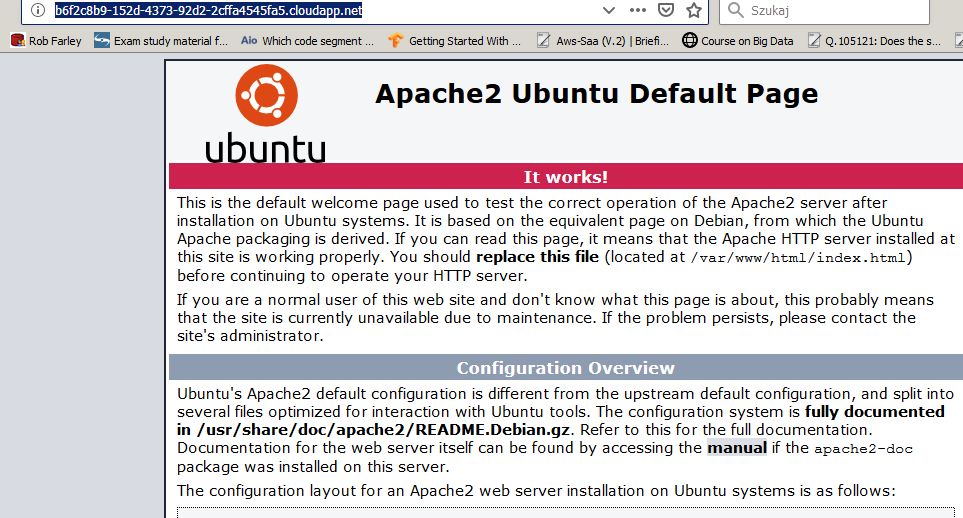 b6f2c8b9-152d-4373-92d2-2cffa4545fa5.cloudapp.net
Szukaj
Rob Farley
Exam study material f...
Aio Which code segment ...
Getting Started With ...
Aws-Saa (V.2) | Briefi...
Course on Big Data
Q.105121: Does the s...
ubuntu
Apache2 Ubuntu Default Page
It works!
This is the default welcome page used to test the correct operation of the Apache2 server after
installation on Ubuntu systems. It is based on the equivalent page on Debian, from which the Ubuntu
Apache packaging is derived. If you can read this page, it means that the Apache HTTP server installed at
this site is working properly. You should replace this file (located at /var/www/html/index.html)
before continuing to operate your HTTP server.
If you are a normal user of this web site and don't know what this page is about, this probably means
that the site is currently unavailable due to maintenance. If the problem persists, please contact the
site's administrator.
Configuration Overview
Ubuntu's Apache2 default configuration is different from the upstream default configuration, and split into
several files optimized for interaction with Ubuntu tools. The configuration system is fully documented
in /usr/share/doc/apache2/README.Debian.gz. Refer to this for the full documentation.
Documentation for the web server itself can be found by accessing the manual if the apache2-doc
package was installed on this server.
The configuration layout for an Apache2 web server installation on Ubuntu systems is as follows: